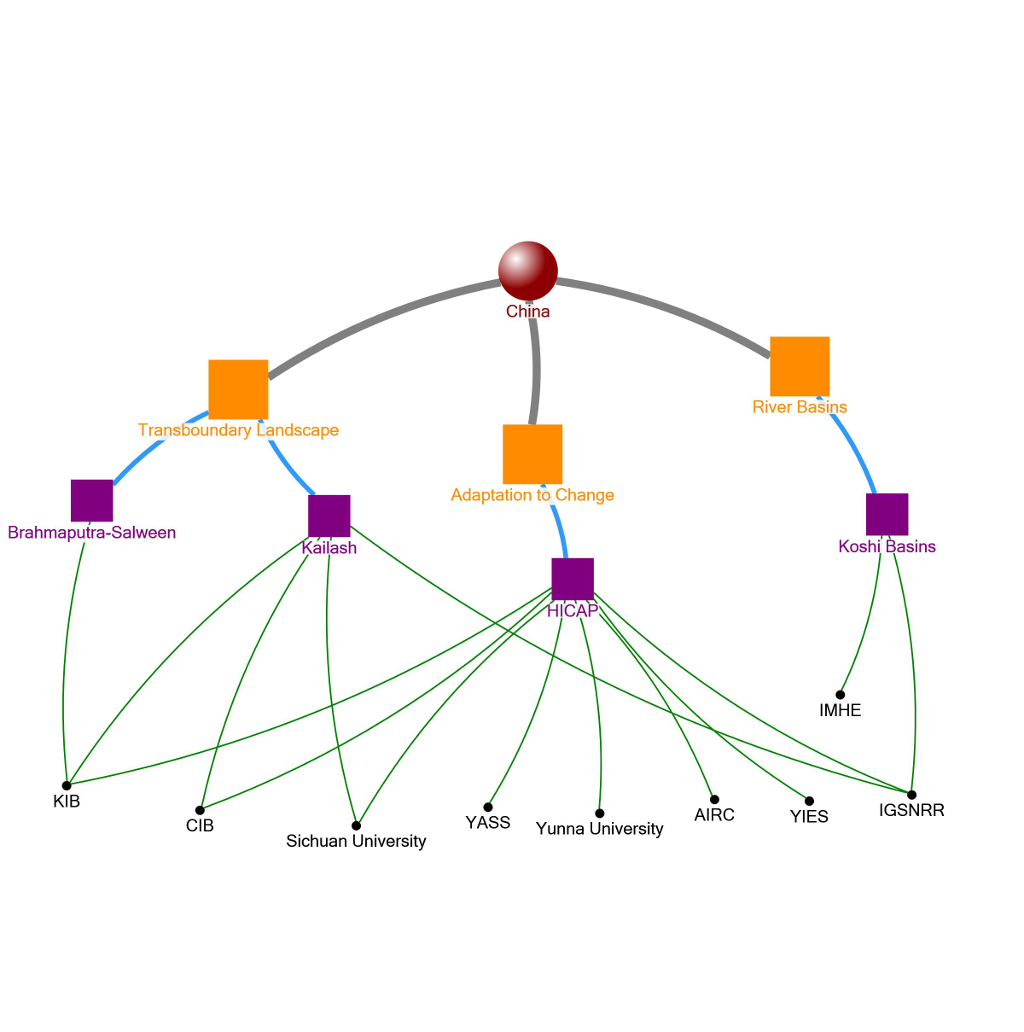 China
River Basins
Transboundary Landscape
Adaptation to Change
Brahmaputra-Salween
Kailash
Koshi Basins
HICAP
IMHE
KIB
CIB
Sichuan University
YASS
Yunna University
AIRC
YIES
IGSNRR